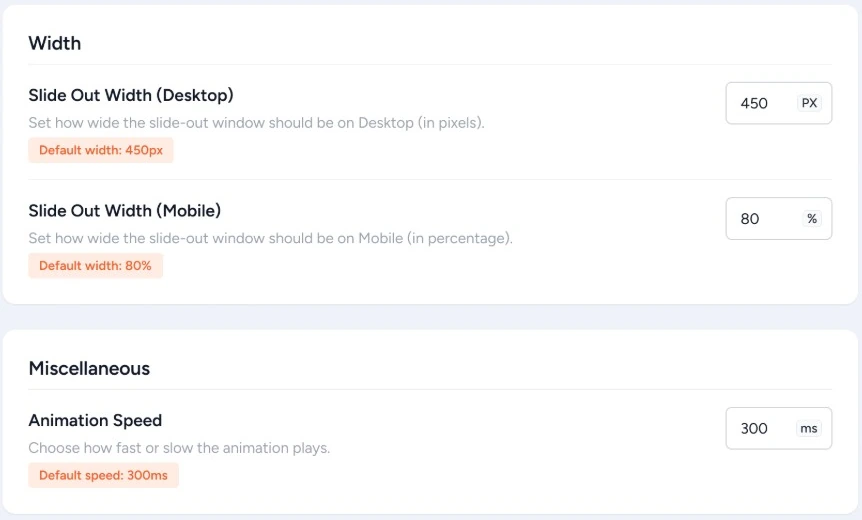 Width
Slide Out Width (Desktop)
450 PX
Set how wide the slide-out window should be on Desktop (in pixels).
Default width: 450px
Slide Out Width (Mobile)
80 %
Set how wide the slide-out window should be on Mobile (in percentage).
Default width: 80%
Miscellaneous
Animation Speed
300 ms
Choose how fast or slow the animation plays.
Default speed: 300ms